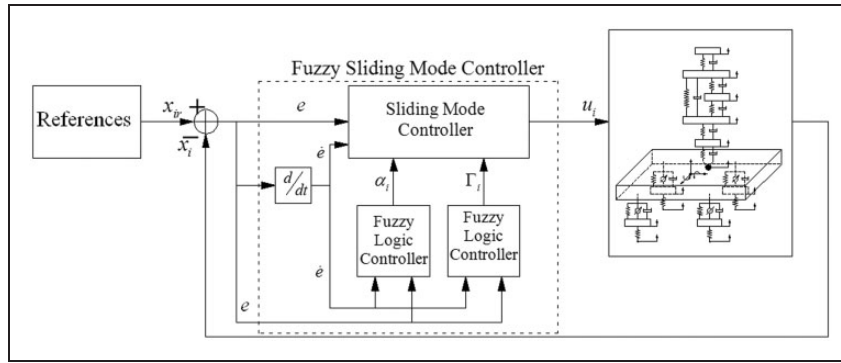 Fuzzy Sliding Mode Controller
References
x_ir
+
−
x_i
e
Sliding Mode
Controller
u_i
ė
d/dt
α_i
Γ_i
Fuzzy
Logic
Controller
Fuzzy
Logic
Controller
ė
e